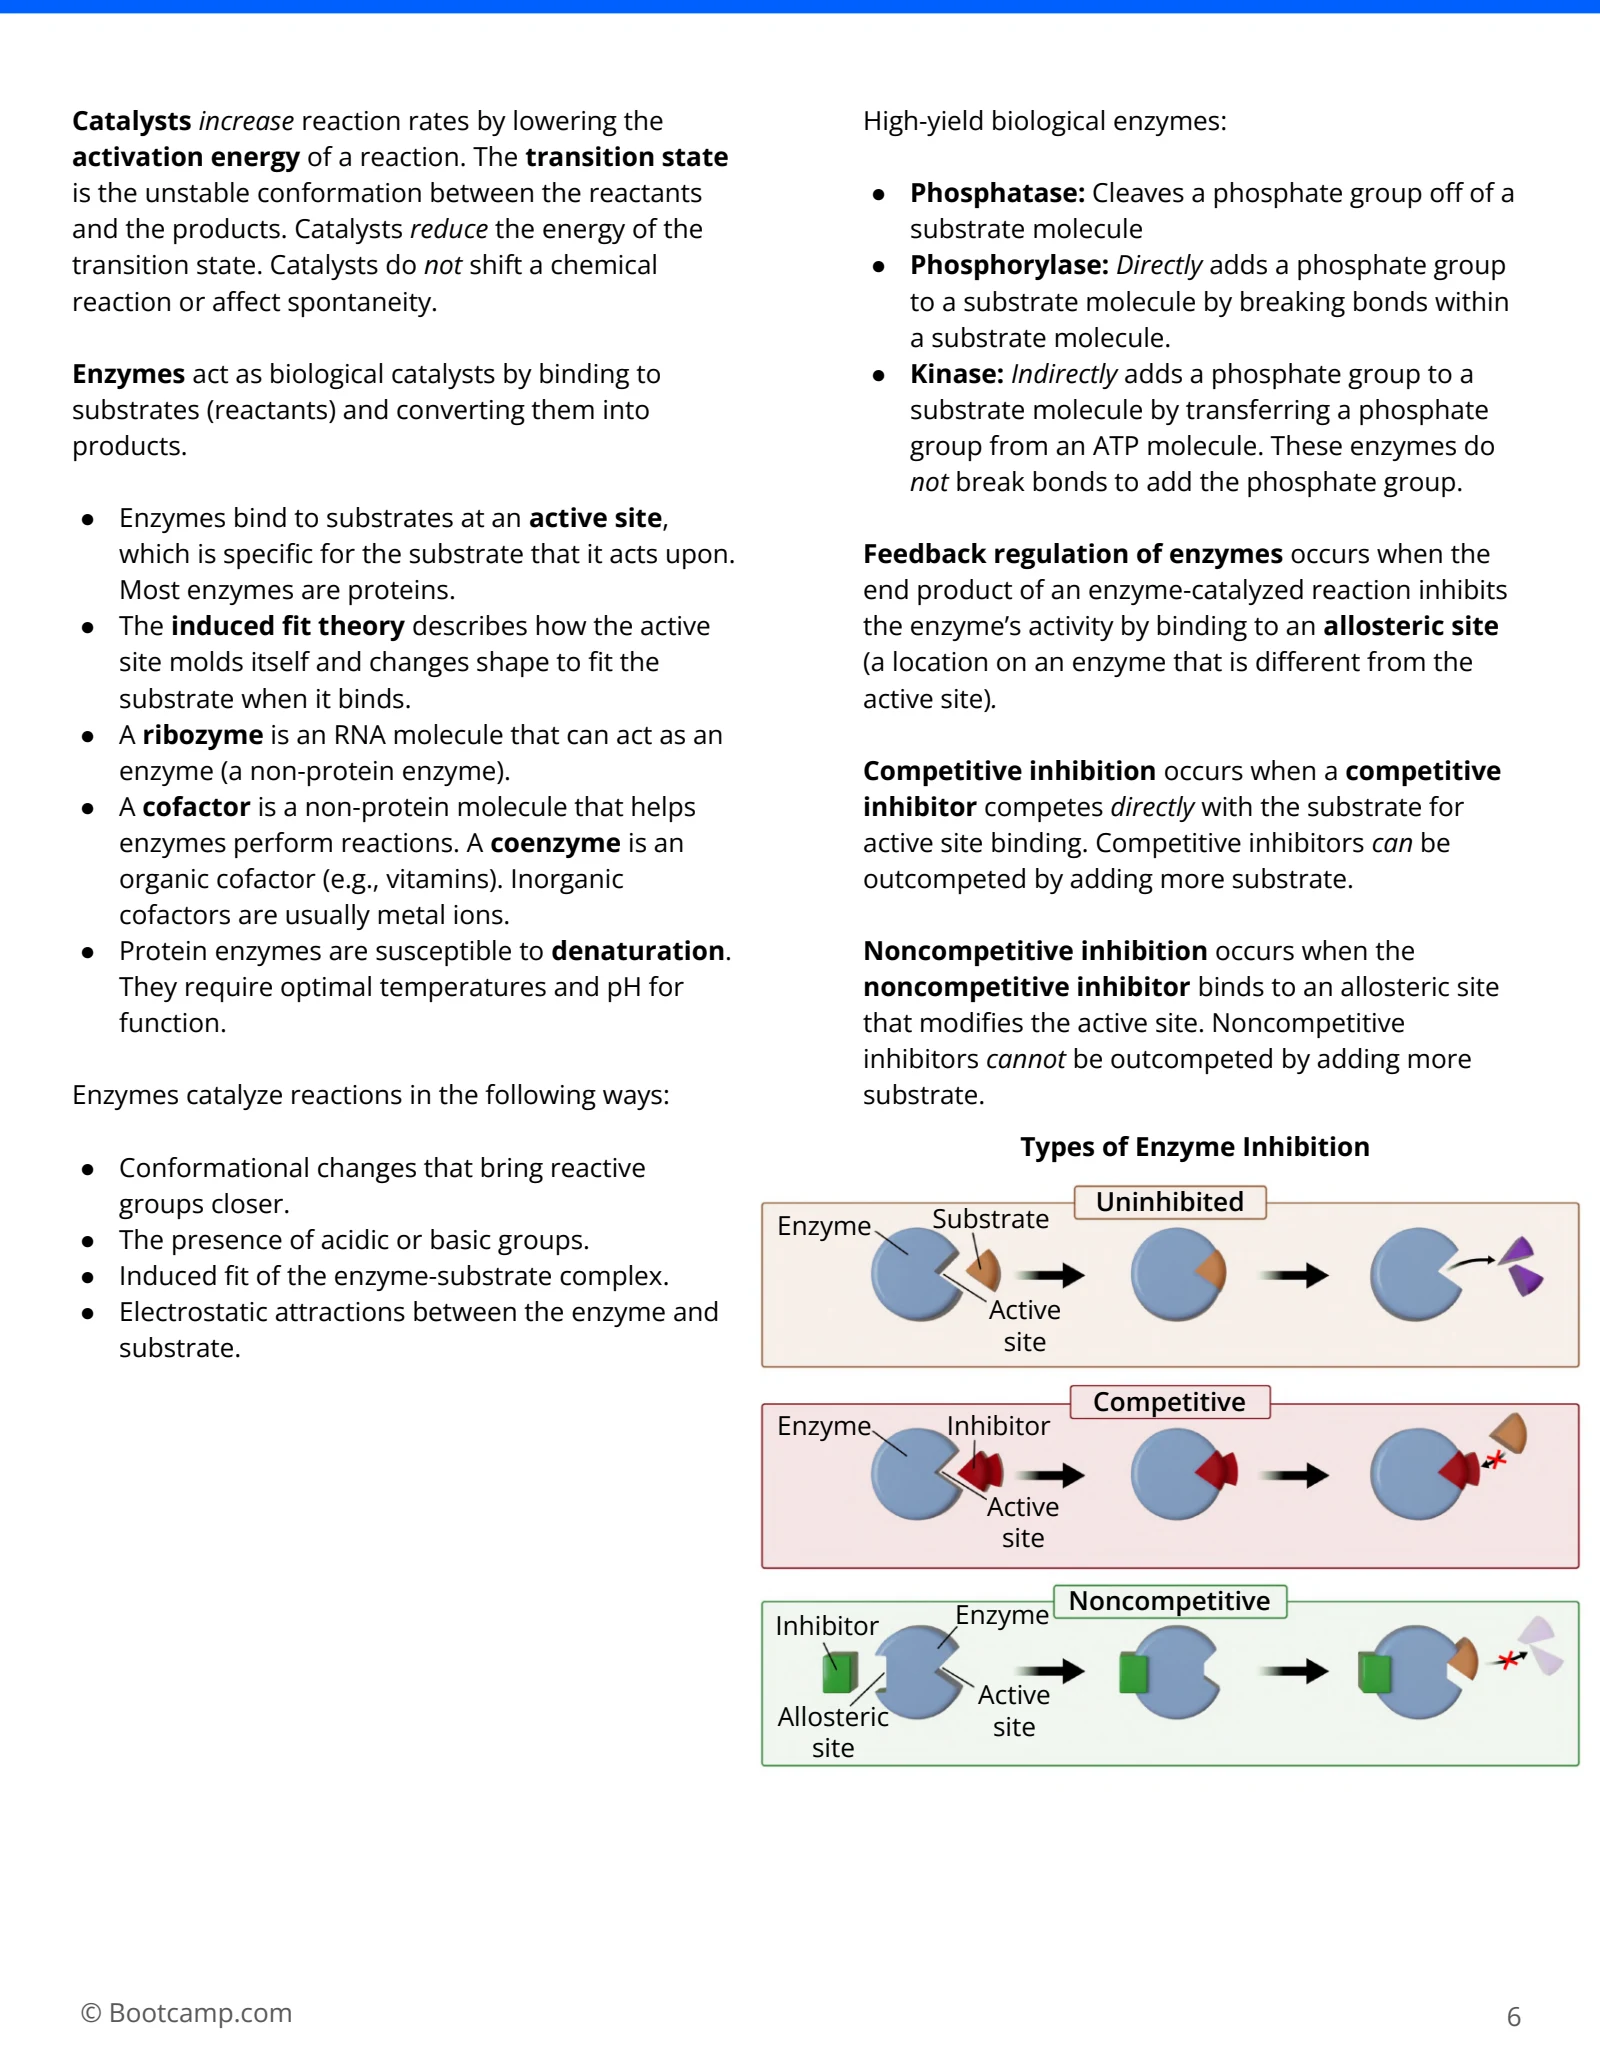 Catalysts increase reaction rates by lowering the
activation energy of a reaction. The transition state
is the unstable conformation between the reactants
and the products. Catalysts reduce the energy of the
transition state. Catalysts do not shift a chemical
reaction or affect spontaneity.
Enzymes act as biological catalysts by binding to
substrates (reactants) and converting them into
products.
● Enzymes bind to substrates at an active site,
which is specific for the substrate that it acts upon.
Most enzymes are proteins.
● The induced fit theory describes how the active
site molds itself and changes shape to fit the
substrate when it binds.
● A ribozyme is an RNA molecule that can act as an
enzyme (a non-protein enzyme).
● A cofactor is a non-protein molecule that helps
enzymes perform reactions. A coenzyme is an
organic cofactor (e.g., vitamins). Inorganic
cofactors are usually metal ions.
● Protein enzymes are susceptible to denaturation.
They require optimal temperatures and pH for
function.
Enzymes catalyze reactions in the following ways:
● Conformational changes that bring reactive
groups closer.
● The presence of acidic or basic groups.
● Induced fit of the enzyme-substrate complex.
● Electrostatic attractions between the enzyme and
substrate.
High-yield biological enzymes:
● Phosphatase: Cleaves a phosphate group off of a
substrate molecule
● Phosphorylase: Directly adds a phosphate group
to a substrate molecule by breaking bonds within
a substrate molecule.
● Kinase: Indirectly adds a phosphate group to a
substrate molecule by transferring a phosphate
group from an ATP molecule. These enzymes do
not break bonds to add the phosphate group.
Feedback regulation of enzymes occurs when the
end product of an enzyme-catalyzed reaction inhibits
the enzyme's activity by binding to an allosteric site
(a location on an enzyme that is different from the
active site).
Competitive inhibition occurs when a competitive
inhibitor competes directly with the substrate for
active site binding. Competitive inhibitors can be
outcompeted by adding more substrate.
Noncompetitive inhibition occurs when the
noncompetitive inhibitor binds to an allosteric site
that modifies the active site. Noncompetitive
inhibitors cannot be outcompeted by adding more
substrate.
Types of Enzyme Inhibition
Uninhibited
Enzyme
Substrate
Active
site
Competitive
Enzyme
Inhibitor
Active
site
Noncompetitive
Inhibitor
Enzyme
Allosteric
site
Active
site
© Bootcamp.com
6